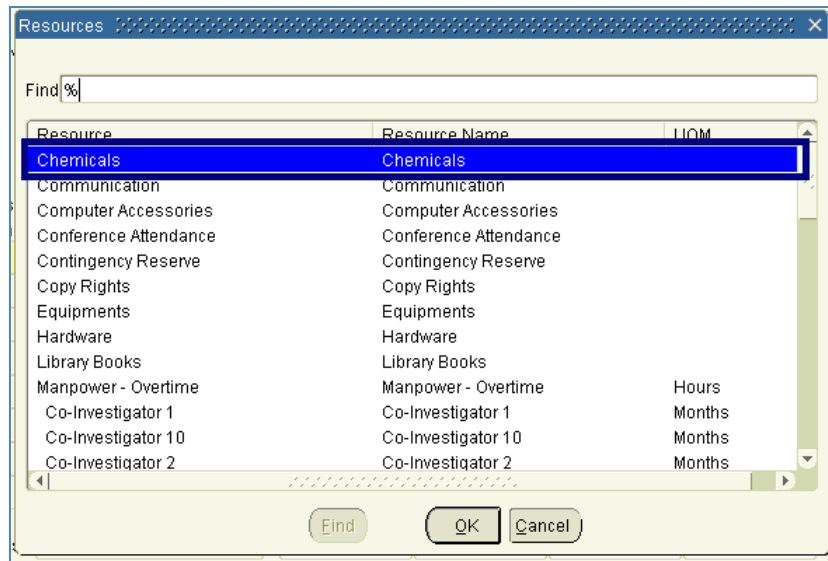 Resources
Find %
Resource Resource Name UOM
Chemicals Chemicals
Communication Communication
Computer Accessories Computer Accessories
Conference Attendance Conference Attendance
Contingency Reserve Contingency Reserve
Copy Rights Copy Rights
Equipments Equipments
Hardware Hardware
Library Books Library Books
Manpower - Overtime Manpower - Overtime Hours
Co-Investigator 1 Co-Investigator 1 Months
Co-Investigator 10 Co-Investigator 10 Months
Co-Investigator 2 Co-Investigator 2 Months
Find OK Cancel